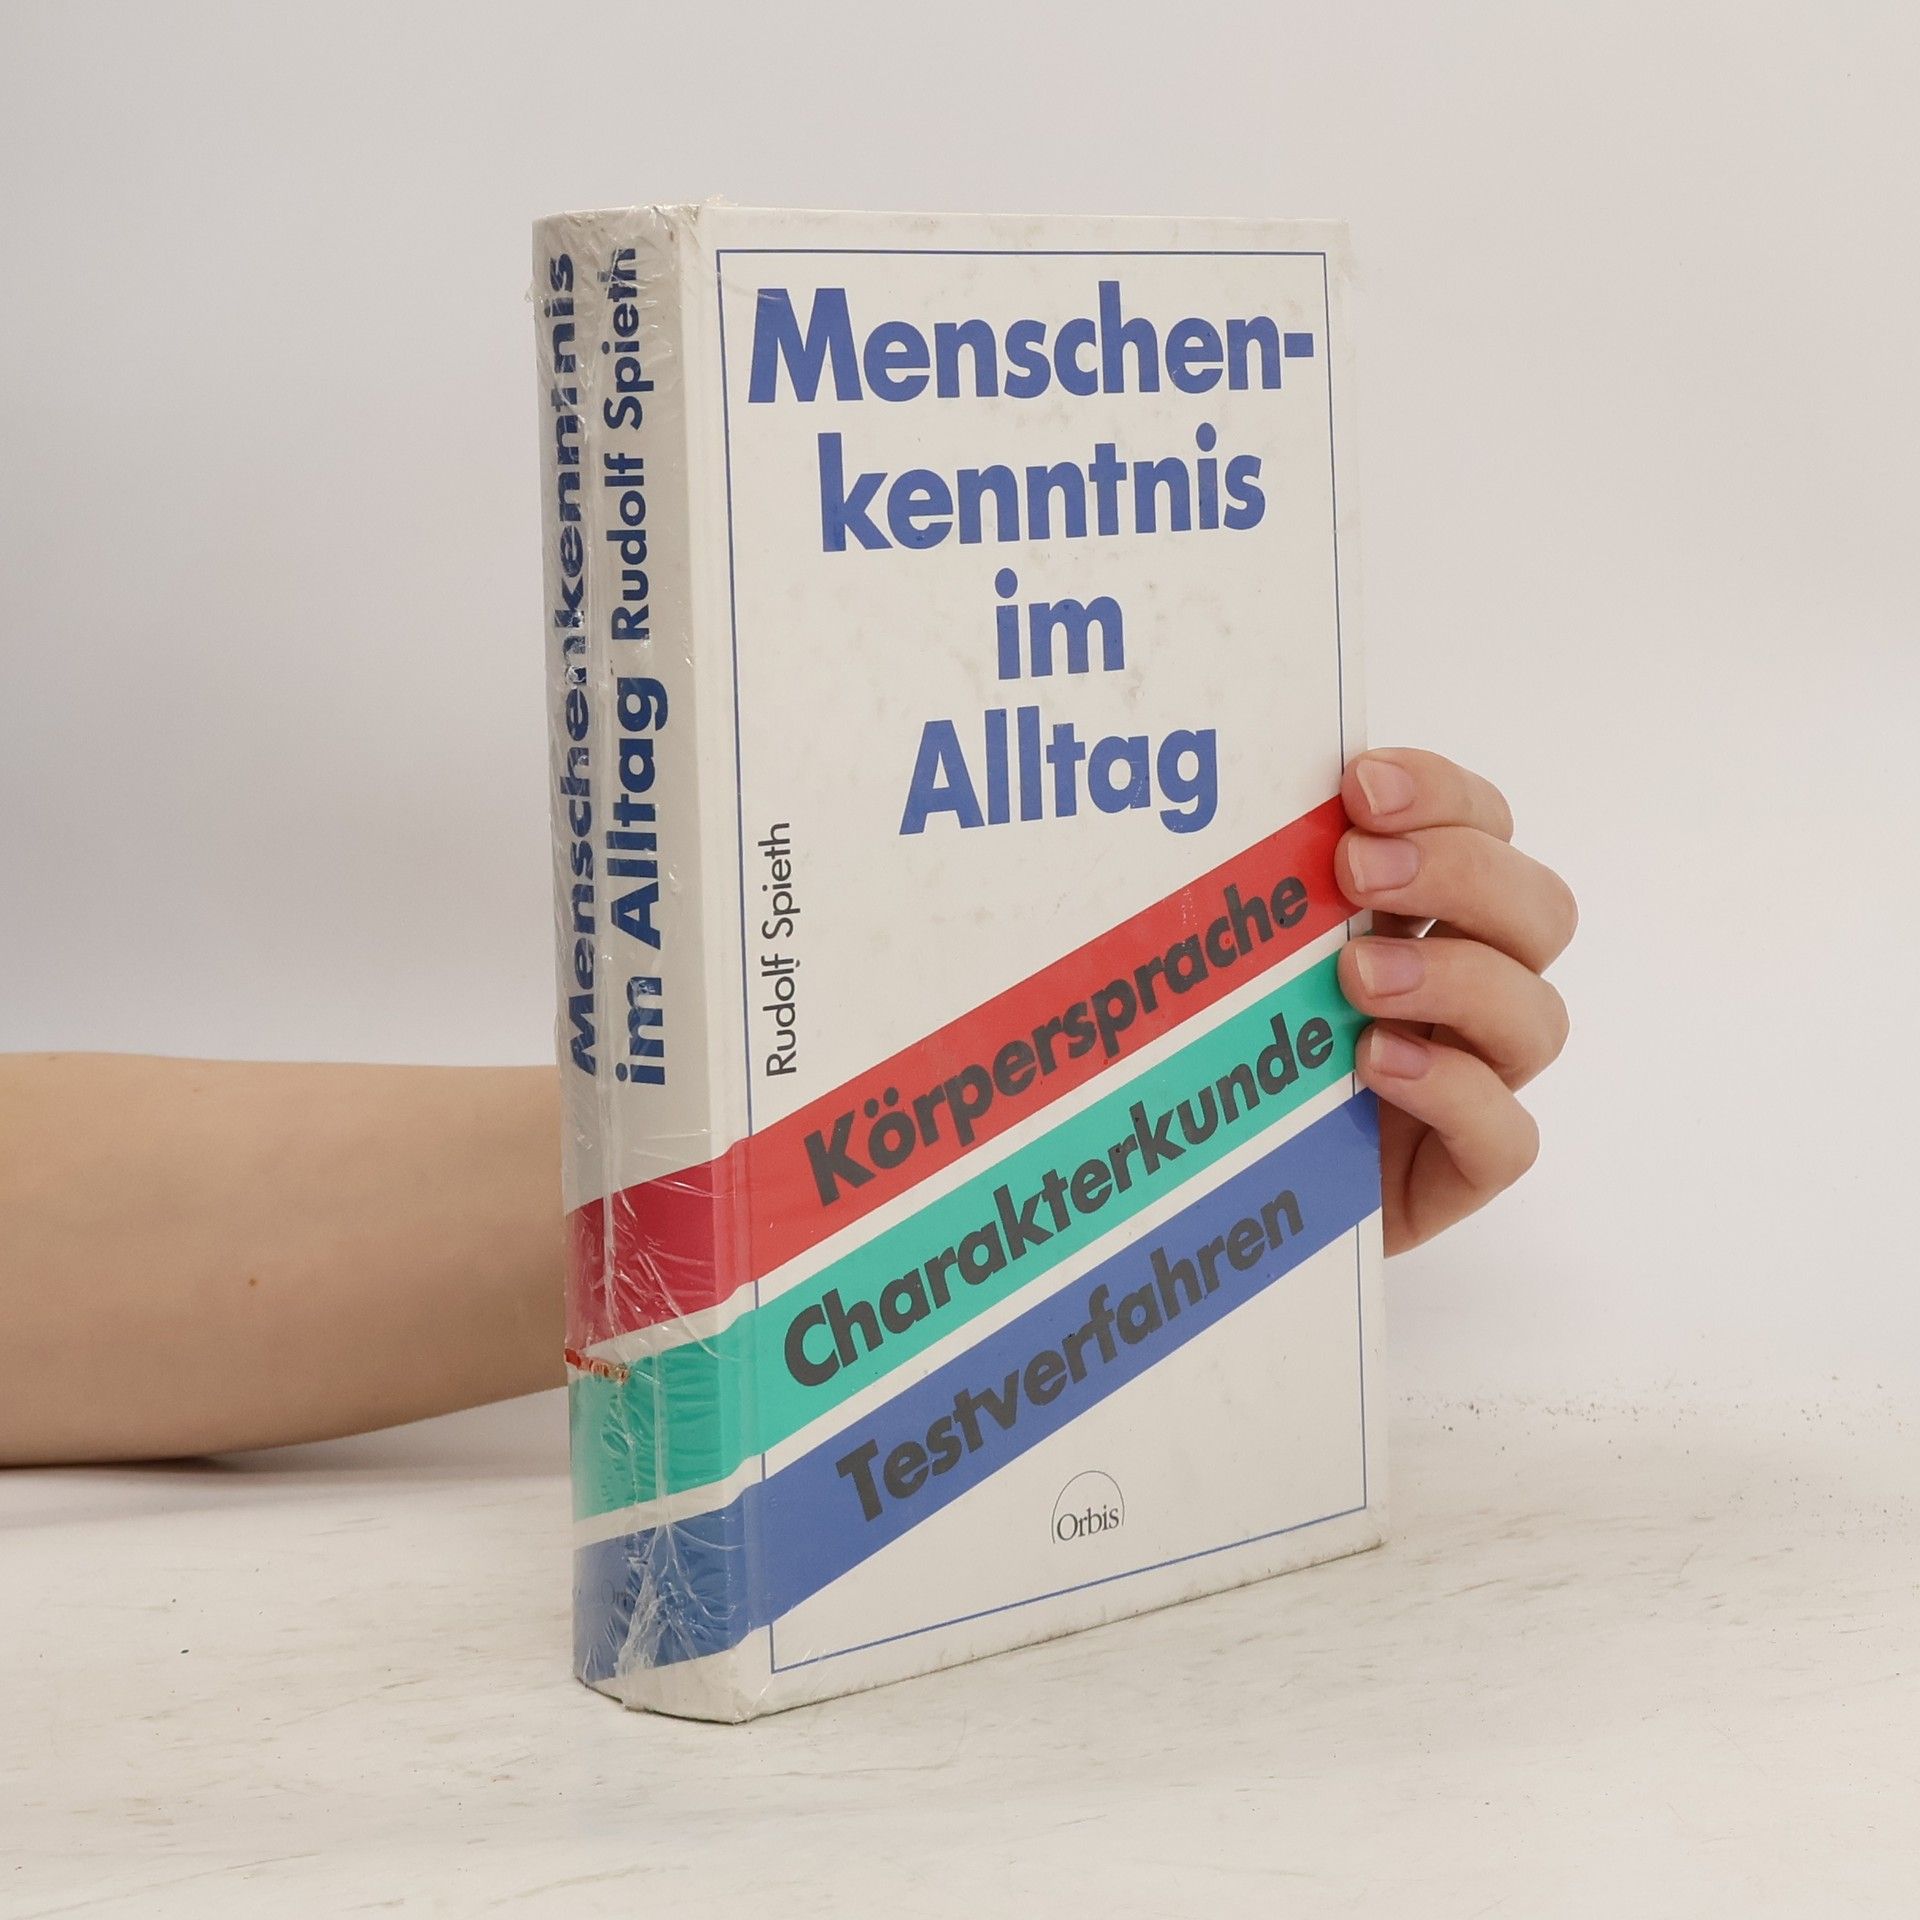 Menschenkenntnis
im Alltag Rudolf Spieth
Menschen-
kenntnis
im
Alltag
Rudolf Spieth
Körpersprache
Charakterkunde
Testverfahren
Orbis